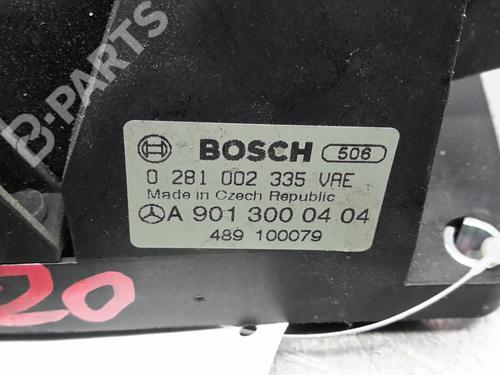 B-PARTS
BOSCH 506
0 281 002 335 VAE
Made in Czech Republic
A 901 300 04 04
489 100079
20
B-PARTS